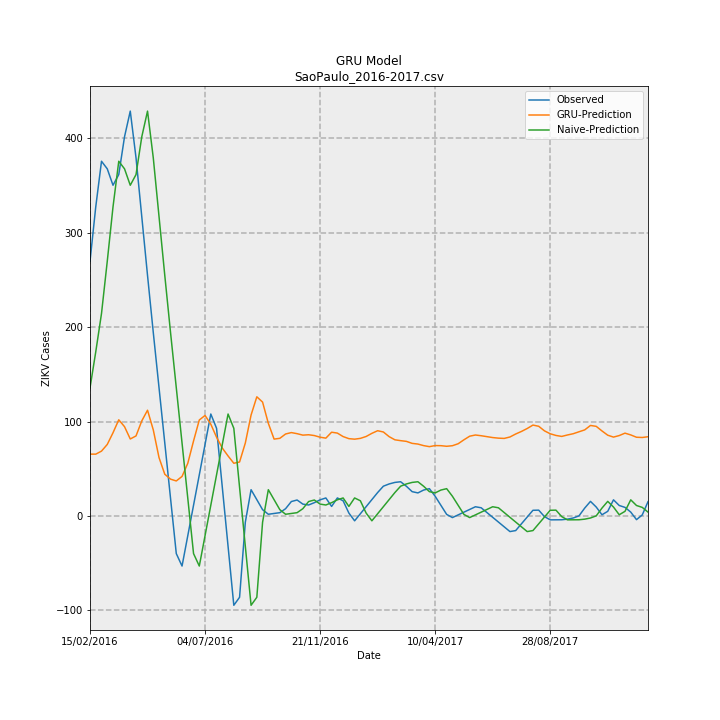 GRU Model
SaoPaulo_2016-2017.csv
Observed
GRU-Prediction
Naive-Prediction
400
300
200
100
0
−100
ZIKV Cases
15/02/2016 04/07/2016 21/11/2016 10/04/2017 28/08/2017
Date